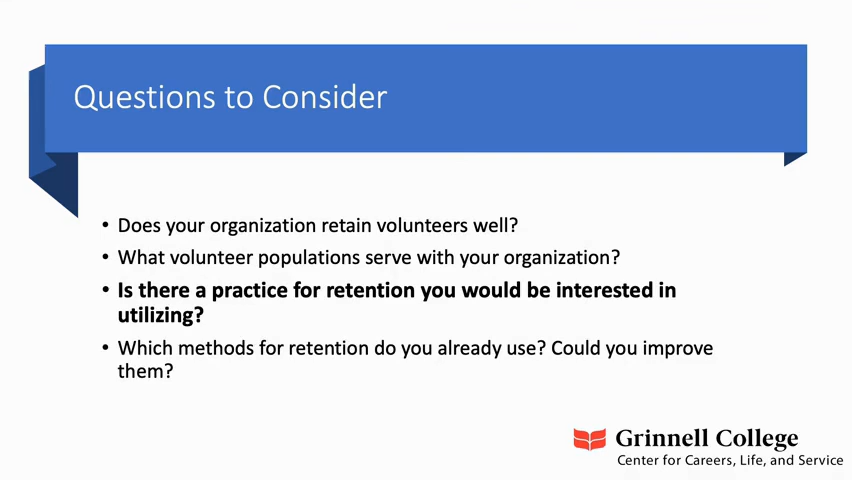 Questions to Consider
• Does your organization retain volunteers well?
• What volunteer populations serve with your organization?
• Is there a practice for retention you would be interested in
utilizing?
• Which methods for retention do you already use? Could you improve
them?
Grinnell College
Center for Careers, Life, and Service